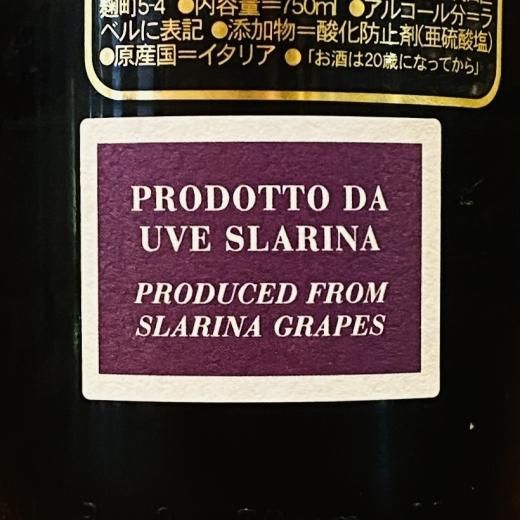 麹町5-4 ●内容量＝750ml ●アルコール分＝ラ
ベルに表記 ●添加物＝酸化防止剤(亜硫酸塩)
●原産国＝イタリア ●「お酒は20歳になってから」
PRODOTTO DA
UVE SLARINA
PRODUCED FROM
SLARINA GRAPES